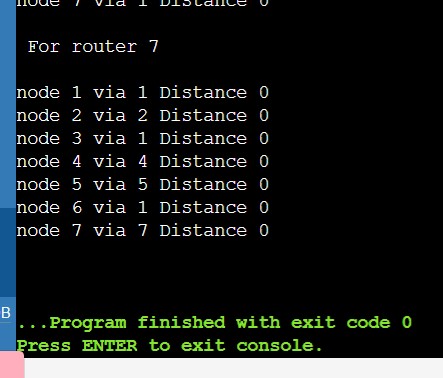 node 7 via 1 Distance 0
For router 7
node 1 via 1 Distance 0
node 2 via 2 Distance 0
node 3 via 1 Distance 0
node 4 via 4 Distance 0
node 5 via 5 Distance 0
node 6 via 1 Distance 0
node 7 via 7 Distance 0
B
...Program finished with exit code 0
Press ENTER to exit console.